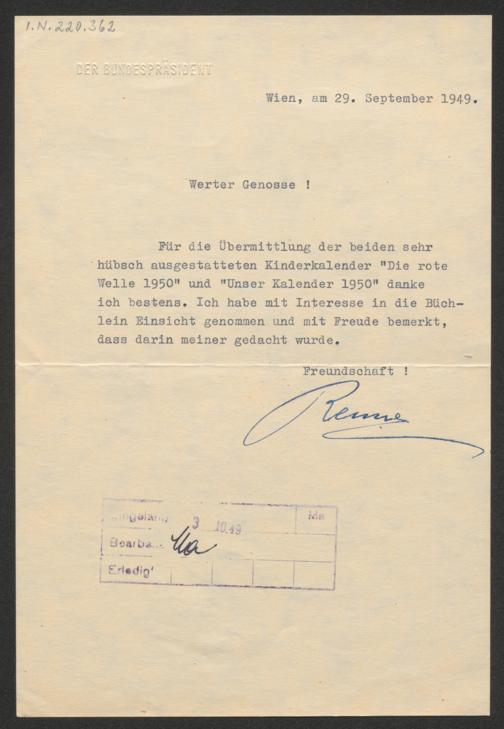 I.N. 220.362
DER BUNDESPRÄSIDENT
Wien, am 29. September 1949.
Werter Genosse !
Für die Übermittlung der beiden sehr
hübsch ausgestatteten Kinderkalender "Die rote
Welle 1950" und "Unser Kalender 1950" danke
ich bestens. Ich habe mit Interesse in die Büch-
lein Einsicht genommen und mit Freude bemerkt,
dass darin meiner gedacht wurde.
Freundschaft !
Renner
3 10.49 Ma
Erledigt